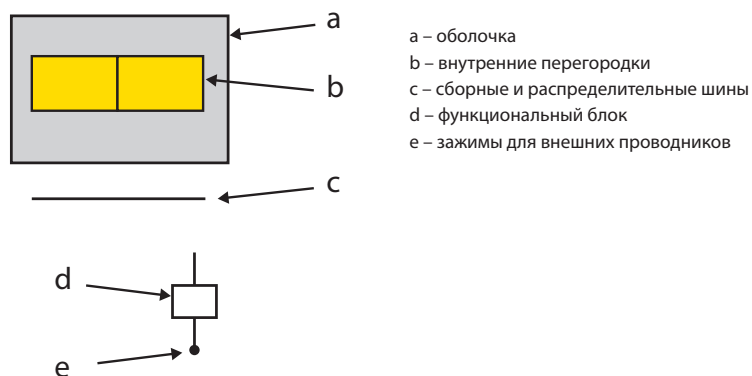 a
b
c
d
e
a – оболочка
b – внутренние перегородки
c – сборные и распределительные шины
d – функциональный блок
e – зажимы для внешних проводников